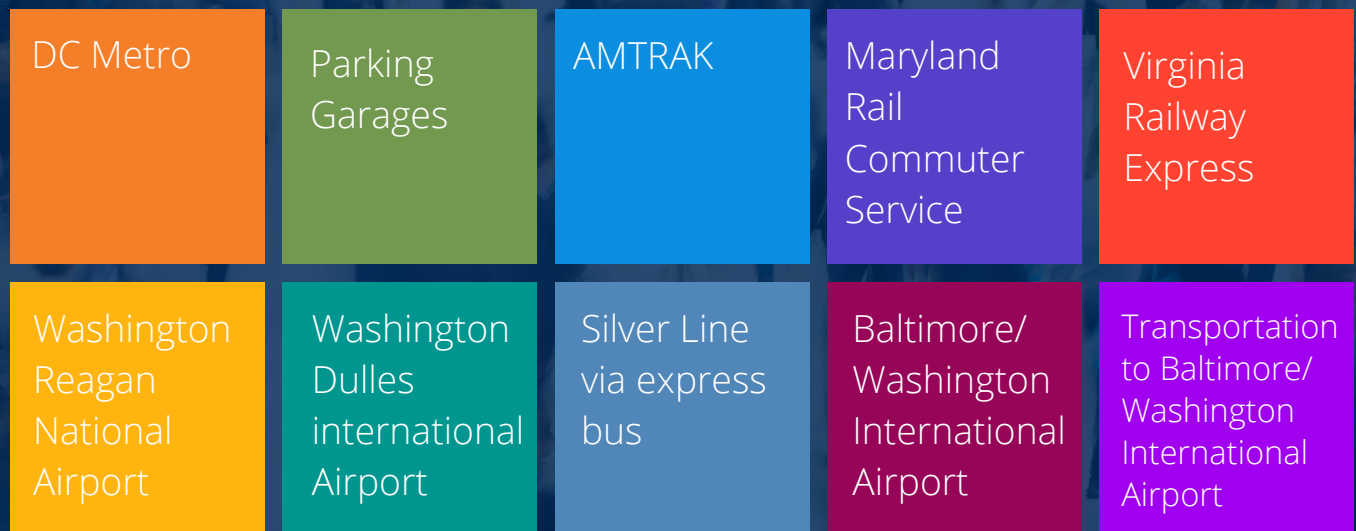 DC Metro
Parking
Garages
AMTRAK
Maryland
Rail
Commuter
Service
Virginia
Railway
Express
Washington
Reagan
National
Airport
Washington
Dulles
international
Airport
Silver Line
via express
bus
Baltimore/
Washington
International
Airport
Transportation
to Baltimore/
Washington
International
Airport